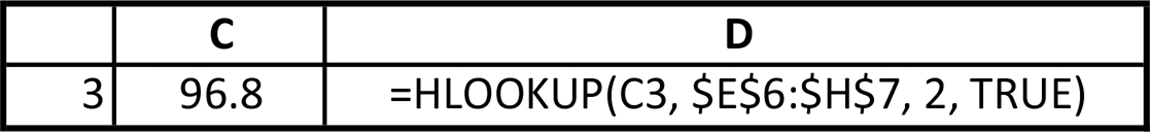 C D
3 96.8 =HLOOKUP(C3, $E$6:$H$7, 2, TRUE)